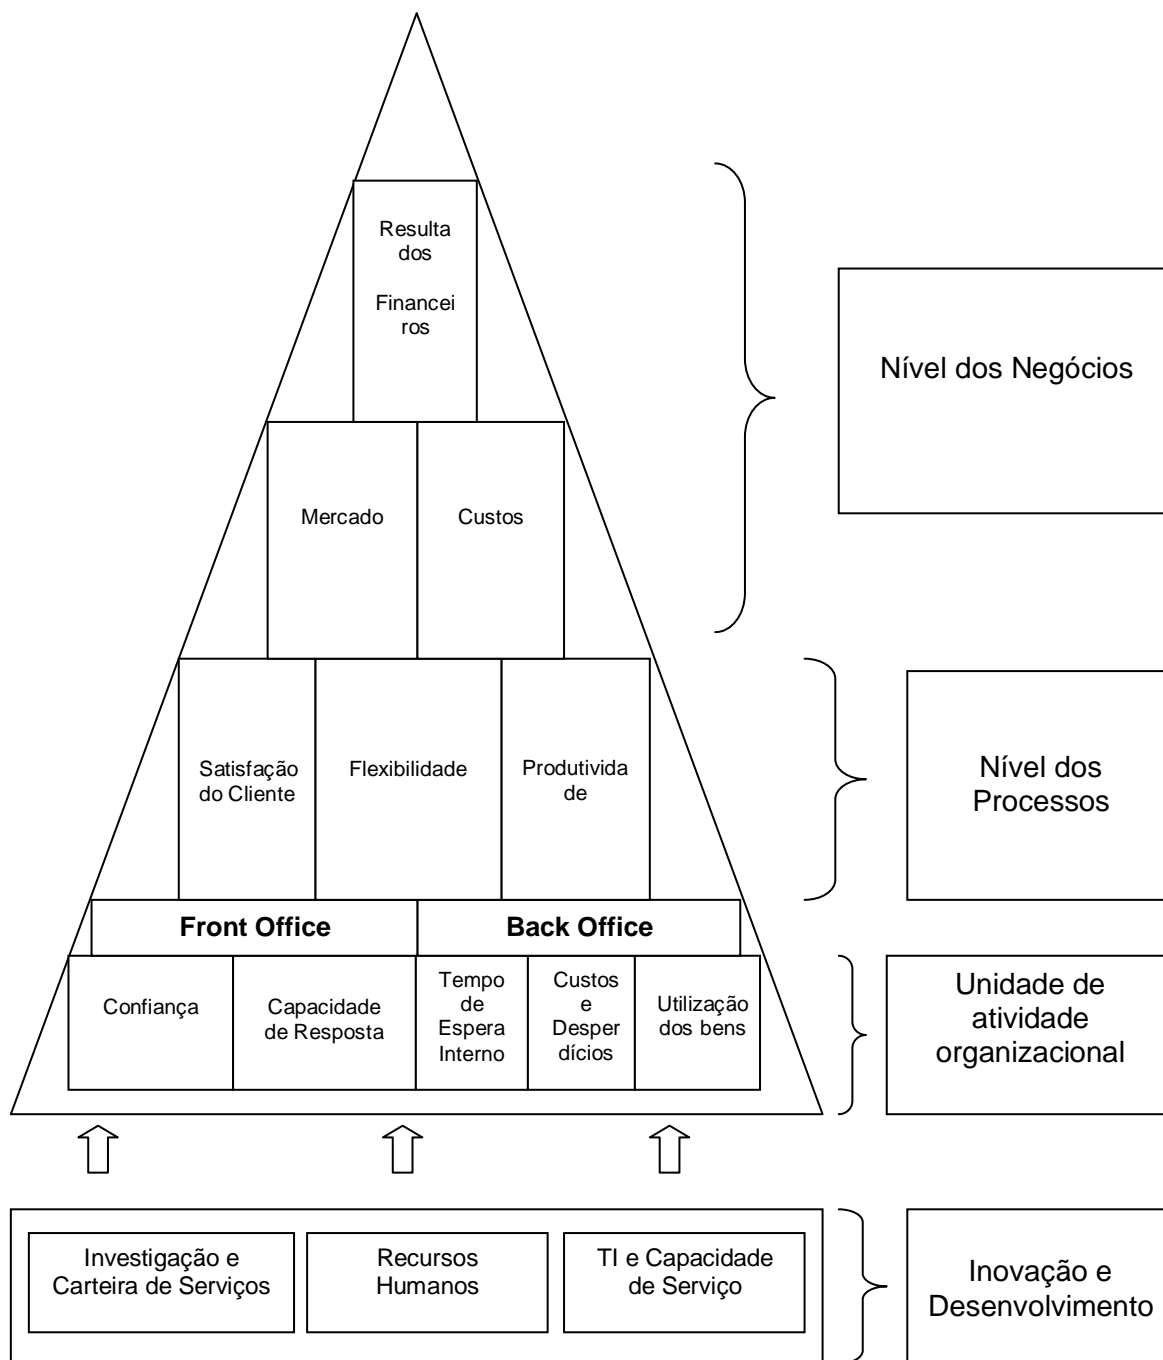 Resulta
dos
Financei
ros
Nível dos Negócios
Mercado
Custos
Satisfação
do Cliente
Flexibilidade
Produtivida
de
Nível dos
Processos
Front Office
Back Office
Confiança
Capacidade
de Resposta
Tempo
de
Espera
Interno
Custos
e
Desper
dícios
Utilização
dos bens
Unidade de
atividade
organizacional
Investigação e
Carteira de Serviços
Recursos
Humanos
TI e Capacidade
de Serviço
Inovação e
Desenvolvimento